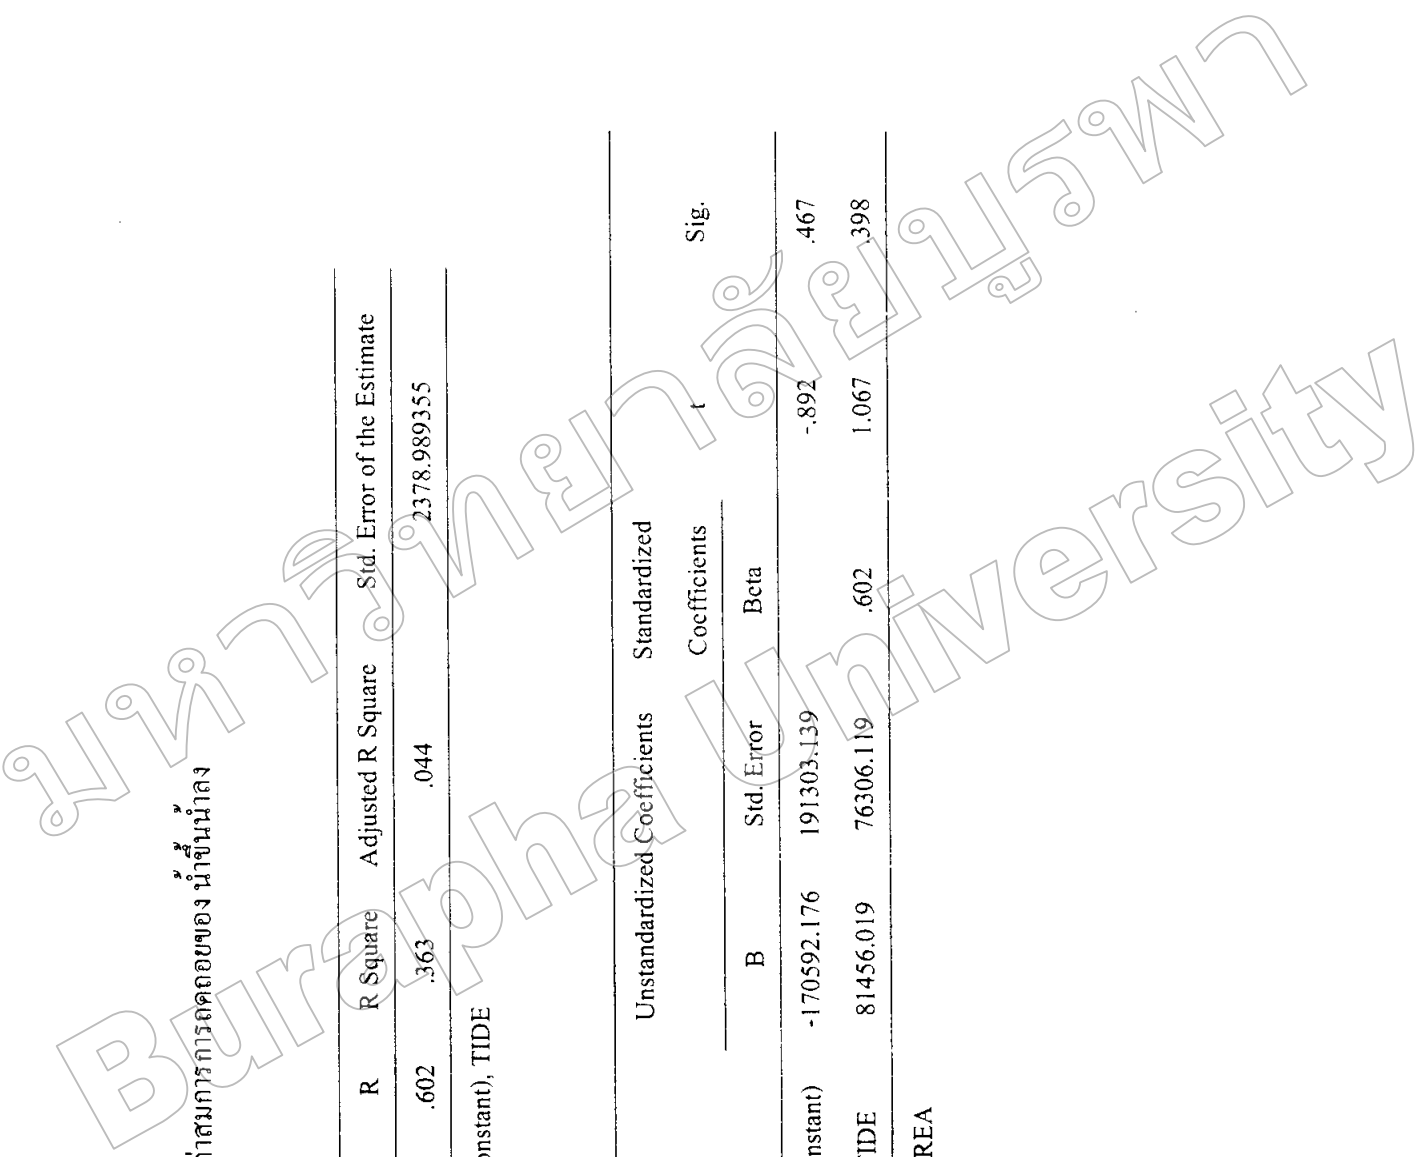 ค่าสมการการถดถอยของ น้ำขึ้นน้ำลง
R R Square Adjusted R Square Std. Error of the Estimate
.602 .363 .044 2378.989355
onstant), TIDE
Unstandardized Coefficients Standardized
Coefficients t Sig.
B Std. Error Beta
nstant) -170592.176 191303.139 -.892 .467
TIDE 81456.019 76306.119 .602 1.067 .398
REA
มหาวิทยาลัยบูรพา
Burapha University